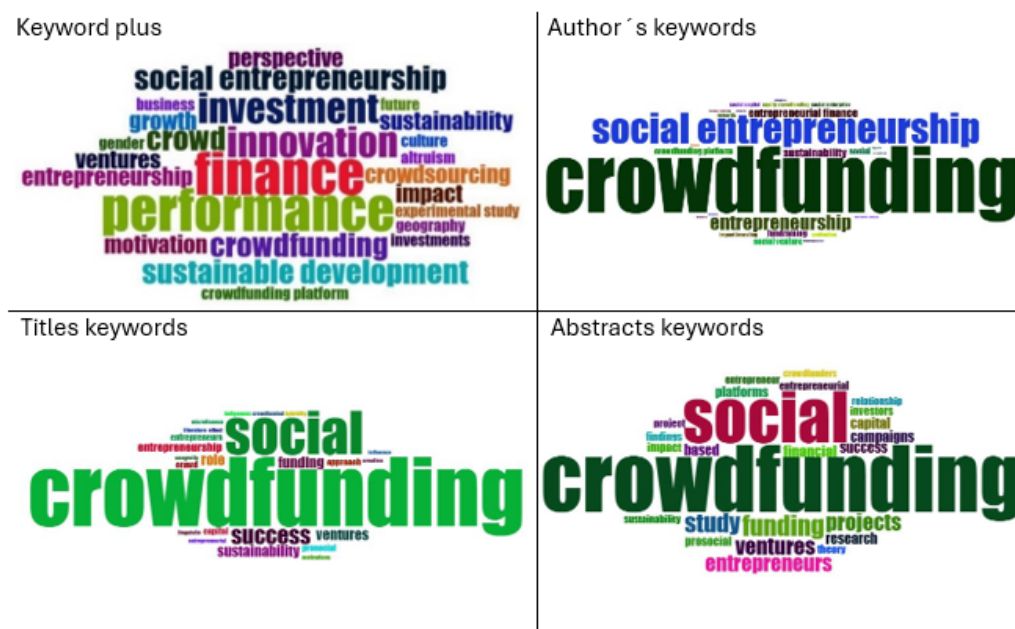 Keyword plus
perspective
social entrepreneurship
business investment future
growth sustainability
gender crowd innovation culture
ventures altruism
entrepreneurship finance crowdsourcing
impact
performance experimental study
geography
motivation crowdfunding Investments
sustainable development
crowdfunding platform
Author´s keywords
entrepreneurial finance
social entrepreneurship
crowdfunding platform sustainability social
crowdfunding
entrepreneurship
social venture
Titles keywords
social
entrepreneurship
crowd role funding approach
crowdfunding
capital success ventures
sustainability prosocial
Abstracts keywords
crowdfunders
entrepreneur entrepreneurial
platforms
social relationship
investors
project capital
findings campaigns
impact based financial success
crowdfunding
sustainability study funding projects
prosocial research
ventures theory
entrepreneurs